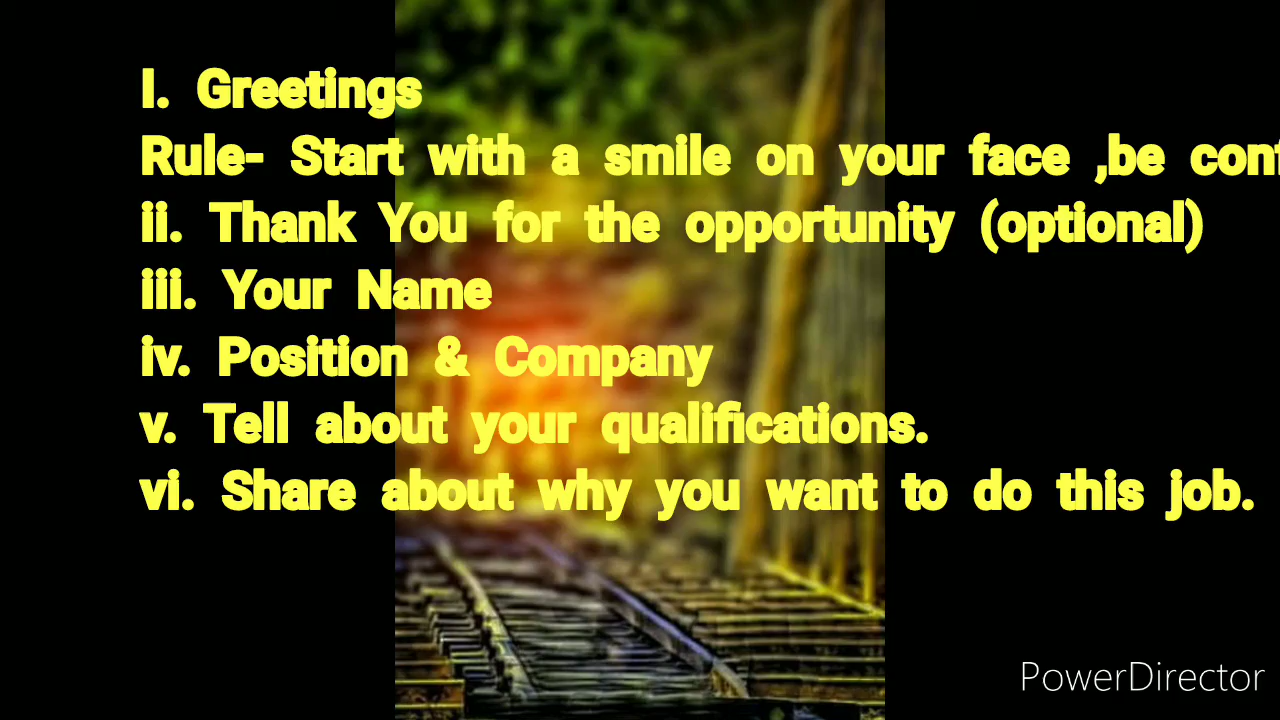 I. Greetings
Rule- Start with a smile on your face ,be
ii. Thank You for the opportunity (optional)
iii. Your Name
iv. Position & Company
v. Tell about your qualifications.
vi. Share about why you want to do this job.
PowerDirector